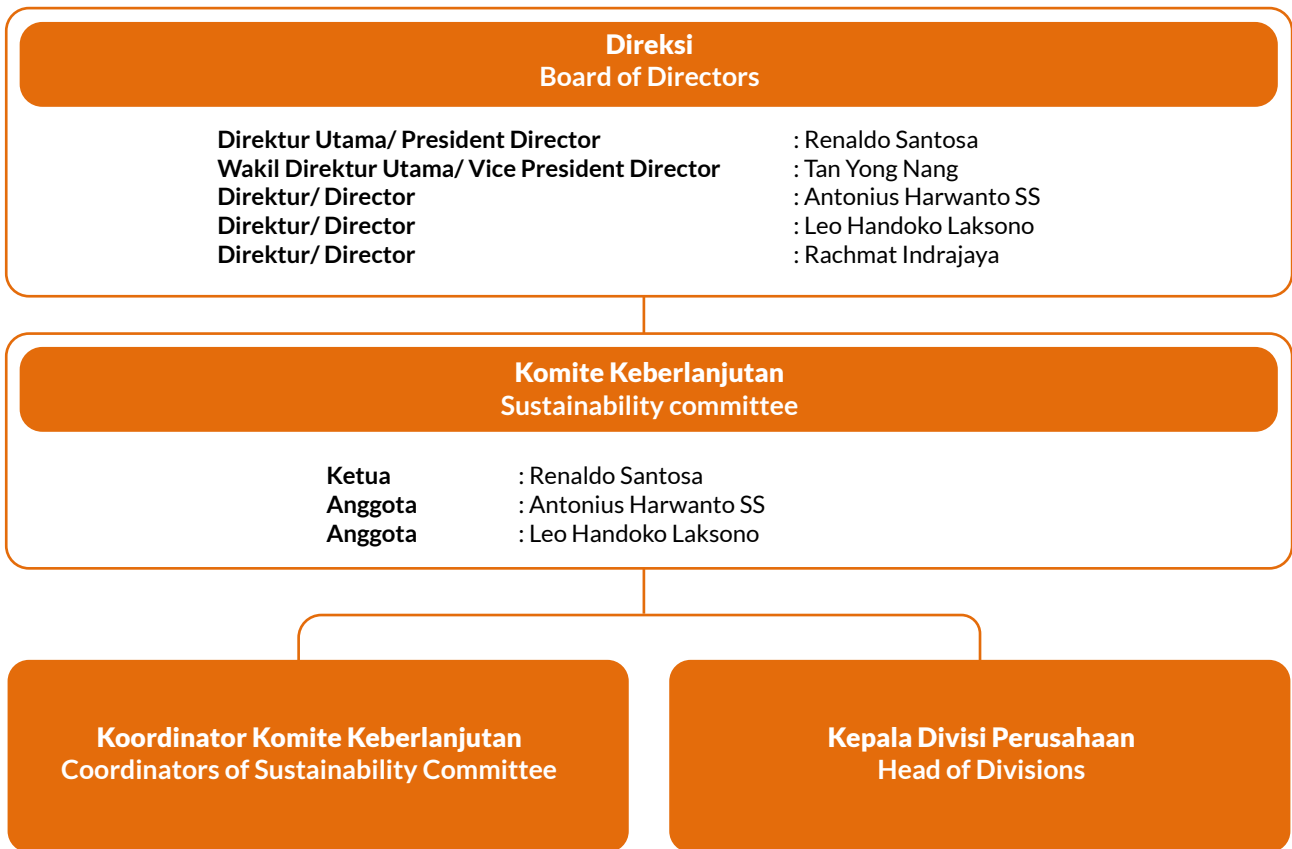 Direksi
Board of Directors
Direktur Utama/ President Director : Renaldo Santosa
Wakil Direktur Utama/ Vice President Director : Tan Yong Nang
Direktur/ Director : Antonius Harwanto SS
Direktur/ Director : Leo Handoko Laksono
Direktur/ Director : Rachmat Indrajaya
Komite Keberlanjutan
Sustainability committee
Ketua : Renaldo Santosa
Anggota : Antonius Harwanto SS
Anggota : Leo Handoko Laksono
Koordinator Komite Keberlanjutan
Coordinators of Sustainability Committee
Kepala Divisi Perusahaan
Head of Divisions